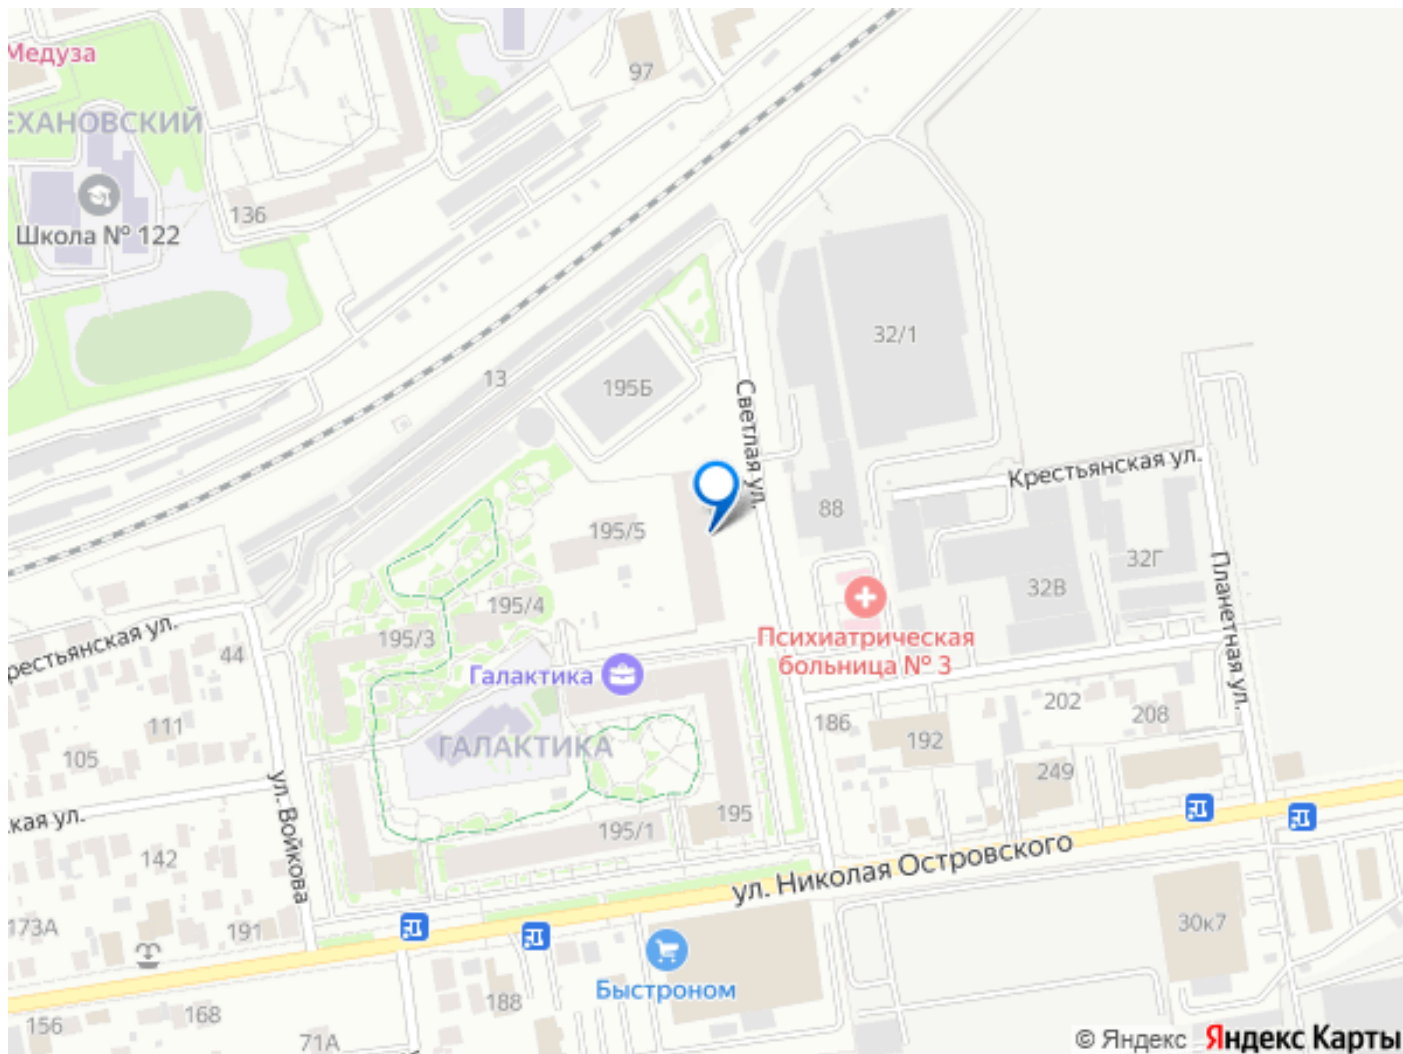 Медуза
97
ЕХАНОВСКИЙ
136
Школа № 122
32/1
13
195Б
Светлая ул.
Крестьянская ул.
88
195/5
32Г
32В
Планетная ул.
195/4
195/3
рестьянская ул.
44
Психиатрическая
больница № 3
Галактика
202
208
186
111
192
ГАЛАКТИКА
105
249
ул. Войкова
195
кая ул.
195/1
142
ул. Николая Островского
173А
191
30к7
Быстроном
188
168
156
71А
© Яндекс Яндекс Карты